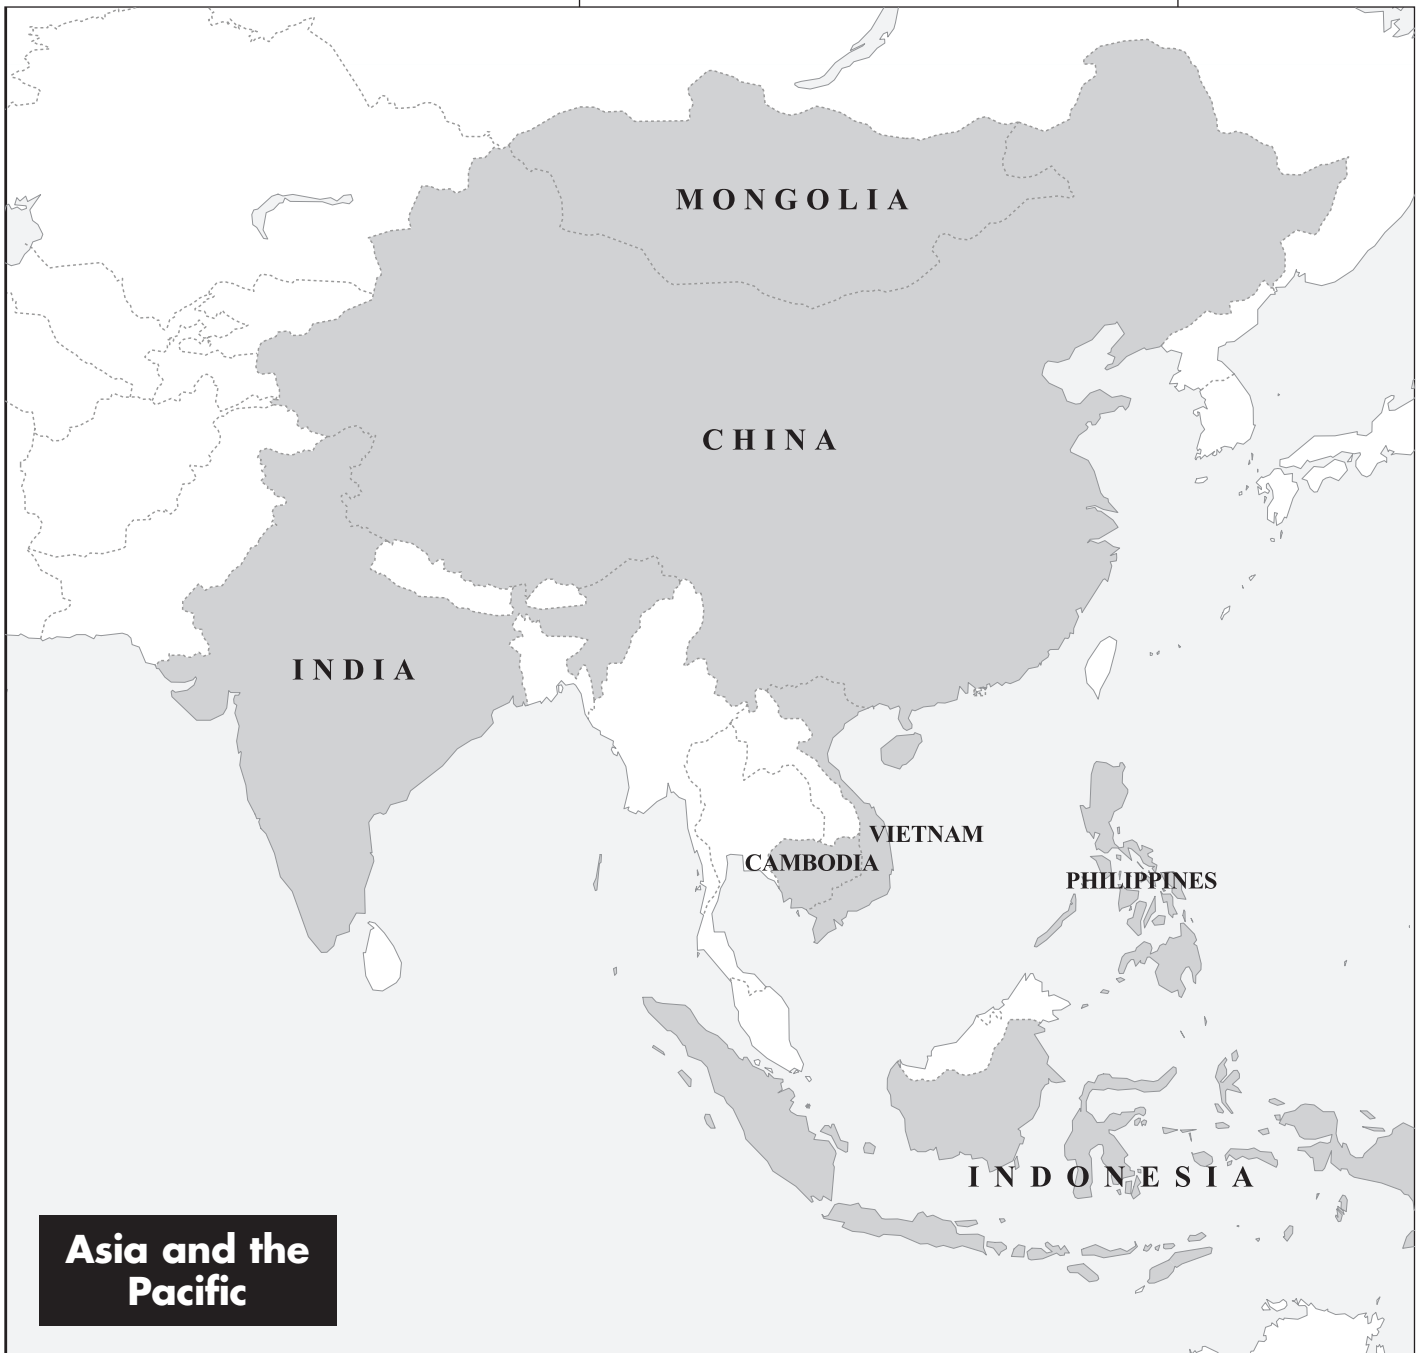 MONGOLIA
CHINA
INDIA
VIETNAM
CAMBODIA
PHILIPPINES
INDONESIA
Asia and the
Pacific